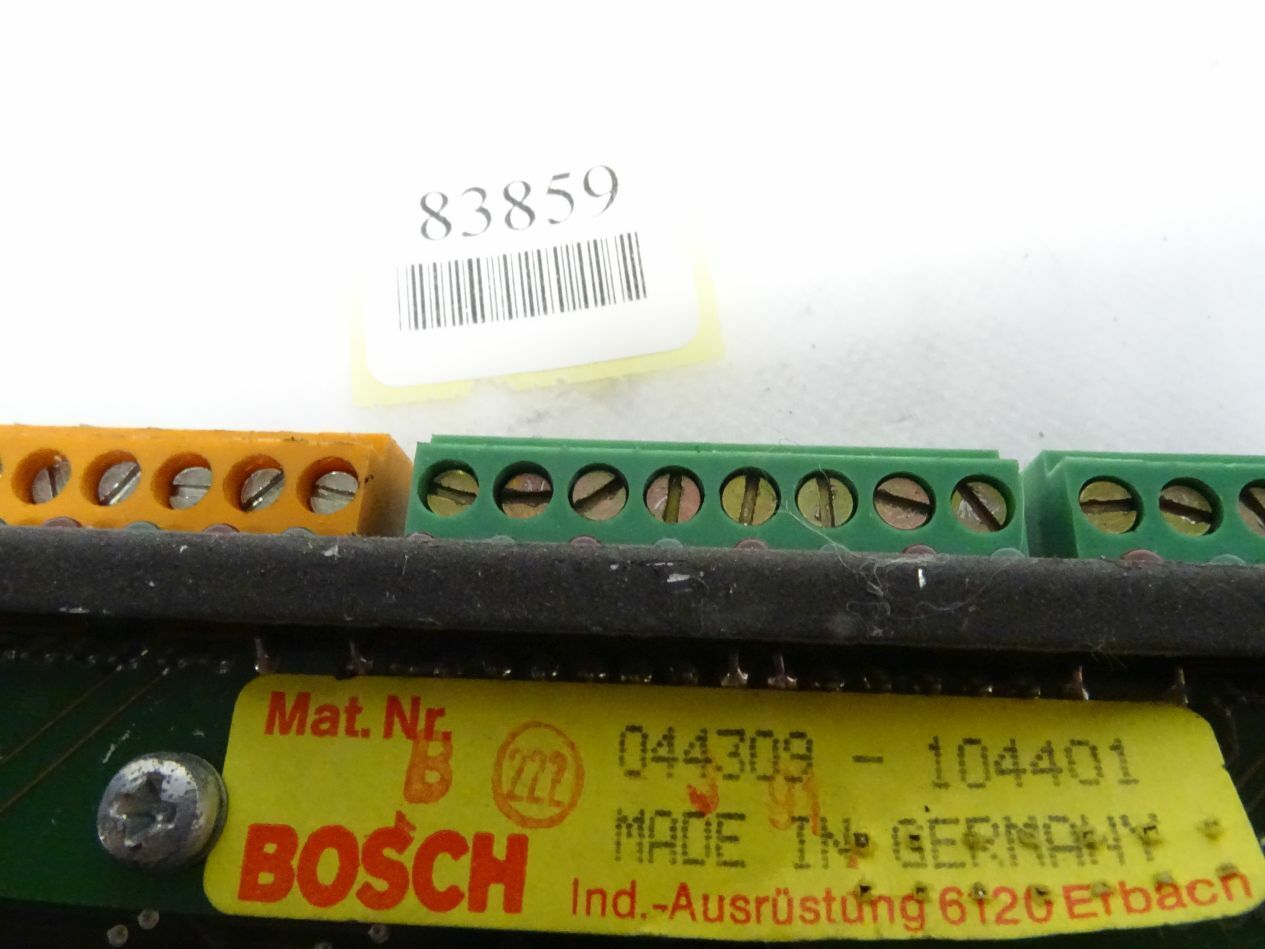 83859
Mat. Nr. 044309 - 104401
B 222
MADE IN GERMANY
BOSCH Ind.-Ausrüstung 6120 Erbach